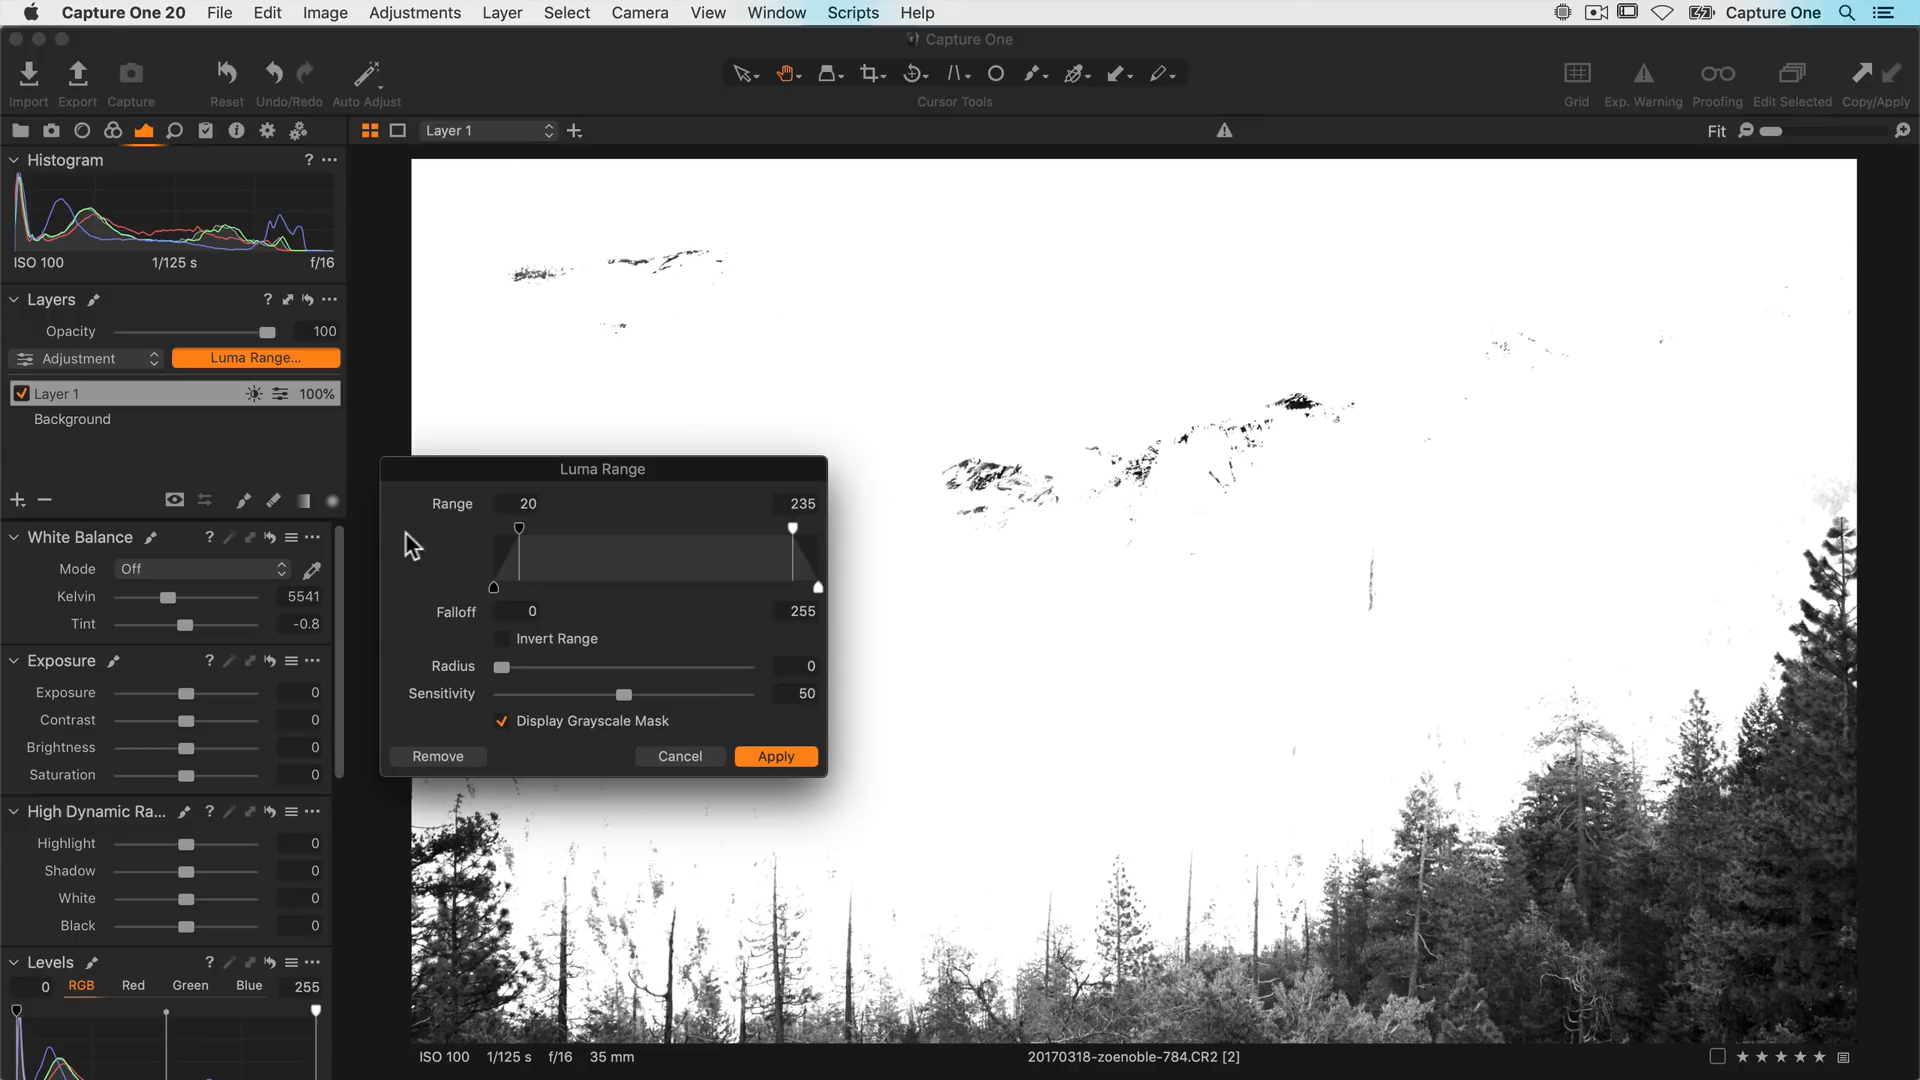 Capture One 20 File Edit Image Adjustments Layer Select Camera View Window Scripts Help Capture One
Capture One
Import Export Capture Reset Undo/Redo Auto Adjust Cursor Tools Grid Exp. Warning Proofing Edit Selected Copy/Apply
Layer 1 Fit
Histogram ?
ISO 100 1/125 s f/16
Layers ?
Opacity 100
Adjustment Luma Range...
Layer 1 100%
Background
White Balance ?
Mode Off
Kelvin 5541
Tint -0.8
Exposure ?
Exposure 0
Contrast 0
Brightness 0
Saturation 0
High Dynamic Ra... ?
Highlight 0
Shadow 0
White 0
Black 0
Levels ?
0 RGB Red Green Blue 255
Luma Range
Range 20 235
Falloff 0 255
Invert Range
Radius 0
Sensitivity 50
Display Grayscale Mask
Remove Cancel Apply
ISO 100 1/125 s f/16 35 mm 20170318-zoenoble-784.CR2 [2]